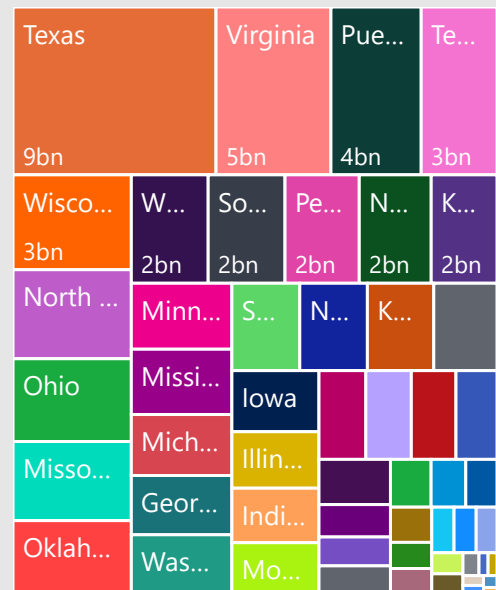 Texas
Virginia
Pue...
Te...
9bn
5bn
4bn
3bn
Wisco...
W...
So...
Pe...
N...
K...
3bn
2bn
2bn
2bn
2bn
2bn
North ...
Minn...
S...
N...
K...
Ohio
Missi...
Iowa
Mich...
Illin...
Misso...
Geor...
Indi...
Oklah...
Was...
Mo...